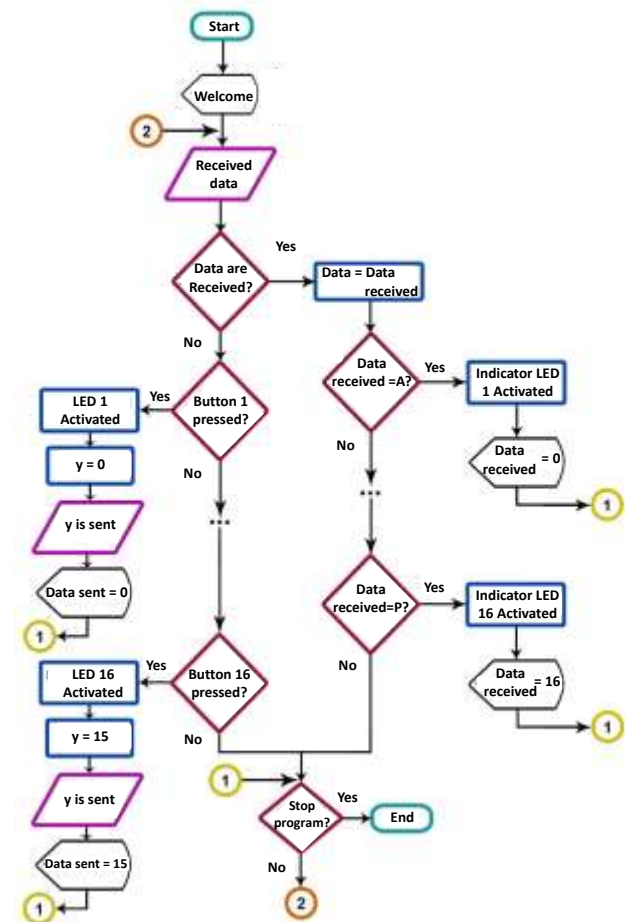 Start
Welcome
2
Received
data
Data are
Received?
Yes
Data = Data
received
No
Data
received =A?
Yes
Indicator LED
1 Activated
No
Data
received = 0
1
Button 1
pressed?
Yes
LED 1
Activated
No
y = 0
y is sent
Data sent = 0
1
...
...
Data
received=P?
Yes
Indicator LED
16 Activated
No
Data
received = 16
1
Button 16
pressed?
Yes
LED 16
Activated
No
y = 15
y is sent
Data sent = 15
1
1
Stop
program?
Yes
End
No
2